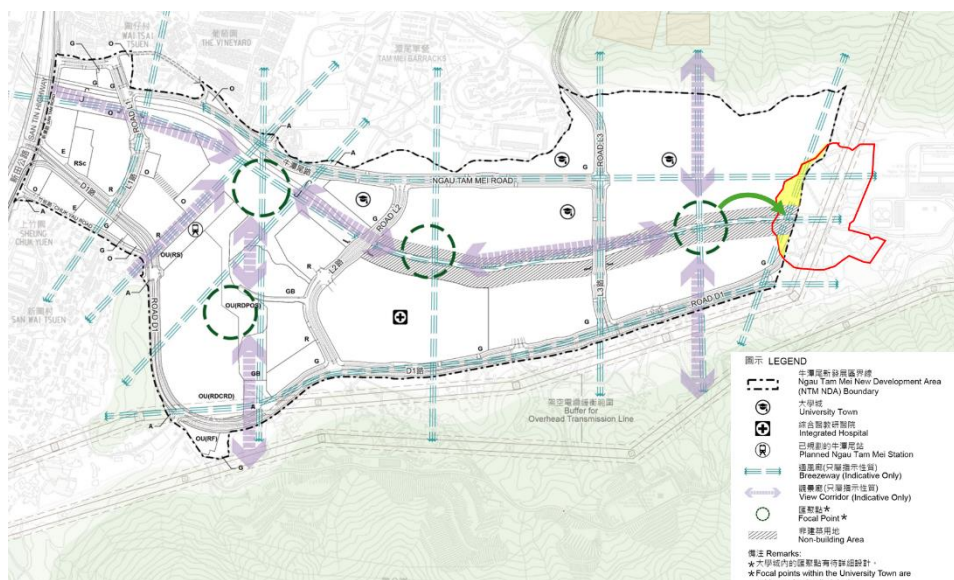 圍仔村
WAI TSAI
TSUEN
葡萄園
THE VINEYARD
潭尾軍營
TAM MEI BARRACKS
SAN TIN HIGHWAY
新田公路
ROAD L1
L1路
牛潭尾路
NGAU TAM MEI ROAD
ROAD L3
L3路
ROAD L2
L2路
D1路
ROAD D1
上竹園
SHEUNG
CHUK YUEN
新圍村
SAN WAI TSUEN
G
O
E
RSc
R
A
GB
OU(RS)
OU(RDPCS)
OU(RDCRD)
OU(RF)
ROAD D1
D1路
架空電纜緩衝範圍
Buffer for
Overhead Transmission Line
圖示 LEGEND
牛潭尾新發展區界線
Ngau Tam Mei New Development Area
(NTM NDA) Boundary
大學城
University Town
綜合醫教研醫院
Integrated Hospital
已規劃的牛潭尾站
Planned Ngau Tam Mei Station
通風廊(只屬指示性質)
Breezeway (Indicative Only)
觀景廊(只屬指示性質)
View Corridor (Indicative Only)
匯聚點*
Focal Point*
非建築用地
Non-building Area
備注 Remarks:
*大學城內的匯聚點有待詳細設計。
*Focal points within the University Town are